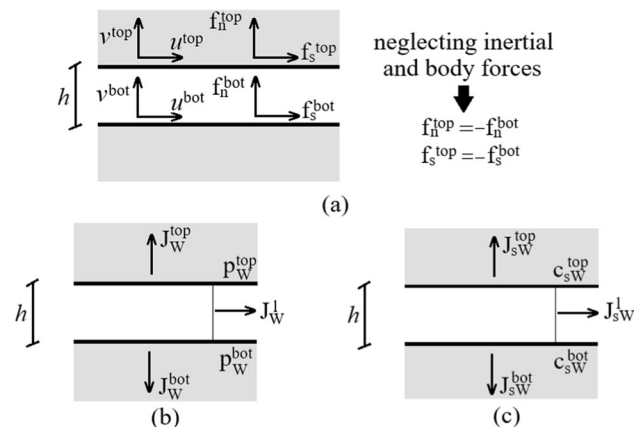 v^top u^top f_n^top f_s^top
h v^bot u^bot f_n^bot f_s^bot
neglecting inertial
and body forces
f_n^top =–f_n^bot
f_s^top =–f_s^bot
(a)
J_W^top
p_W^top
h J_W^l
p_W^bot
J_W^bot
(b)
J_sW^top
c_sW^top
h J_sW^l
c_sW^bot
J_sW^bot
(c)